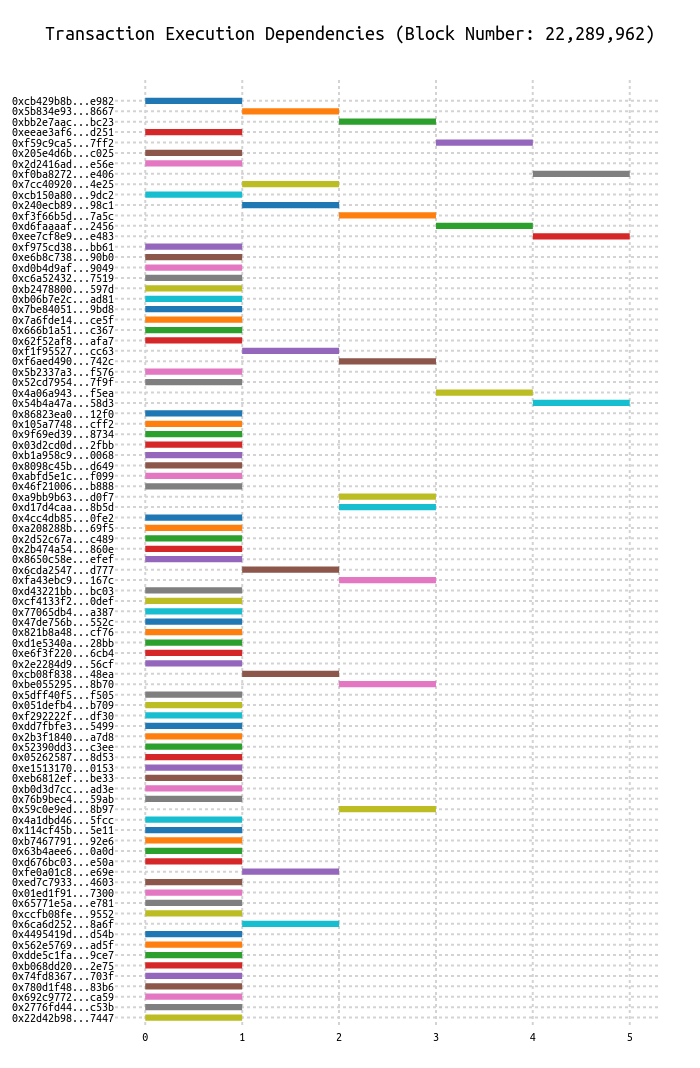 Transaction Execution Dependencies (Block Number: 22,289,962)
0xcb429b8b...e982
0x5b834e93...8667
0xbb2e7aac...bc23
0xeeae3af6...d251
0xf59c9ca5...7ff2
0x205e4d6b...c025
0x2d2416ad...e56e
0xf0ba8272...e406
0x7cc40920...4e25
0xcb150a80...9dc2
0x240ecb89...98c1
0xf3f66b5d...7a5c
0xd6faaaaf...2456
0xee7cf8e9...e483
0xf975cd38...bb61
0xe6b8c738...90b0
0xd0b4d9af...9049
0xc6a52432...7519
0xb2478800...597d
0xb06b7e2c...ad81
0x7be84051...9bd8
0x7a6fde14...ce5f
0x666b1a51...c367
0x62f52af8...afa7
0xf1f95527...cc63
0xf6aed490...742c
0x5b2337a3...f576
0x52cd7954...7f9f
0x4a06a943...f5ea
0x54b4a47a...58d3
0x86823ea0...12f0
0x105a7748...cff2
0x9f69ed39...8734
0x03d2cd0d...2fbb
0xb1a958c9...0068
0x8098c45b...d649
0xabfd5e1c...f099
0x46f21006...b888
0xa9bb9b63...d0f7
0xd17d4caa...8b5d
0x4cc4db85...0fe2
0xa208288b...69f5
0x2d52c67a...c489
0x2b474a54...860e
0x8650c58e...efef
0x6cda2547...d777
0xfa43ebc9...167c
0xd43221bb...bc03
0xcf4133f2...0def
0x77065db4...a387
0x47de756b...552c
0x821b8a48...cf76
0xd1e5340a...28bb
0xe6f3f220...6cb4
0x2e2284d9...56cf
0xcb08f838...48ea
0xbe055295...8b70
0x5dff40f5...f505
0x051defb4...b709
0xf292222f...df30
0xdd7fbfe3...5499
0x2b3f1840...a7d8
0x52390dd3...c3ee
0x05262587...8d53
0xe1513170...0153
0xeb6812ef...be33
0xb0d3d7cc...ad3e
0x76b9bec4...59ab
0x59c0e9ed...8b97
0x4a1dbd46...5fcc
0x114cf45b...5e11
0xb7467791...92e6
0x63b4aee6...0a0d
0xd676bc03...e50a
0xfe0a01c8...e69e
0xed7c7933...4603
0x01ed1f91...7300
0x65771e5a...e781
0xccfb08fe...9552
0x6ca6d252...8a6f
0x4495419d...d54b
0x562e5769...ad5f
0xdde5c1fa...9ce7
0xb068dd20...2e75
0x74fd8367...703f
0x780d1f48...83b6
0x692c9772...ca59
0x2776fd44...c53b
0x22d42b98...7447
0 1 2 3 4 5